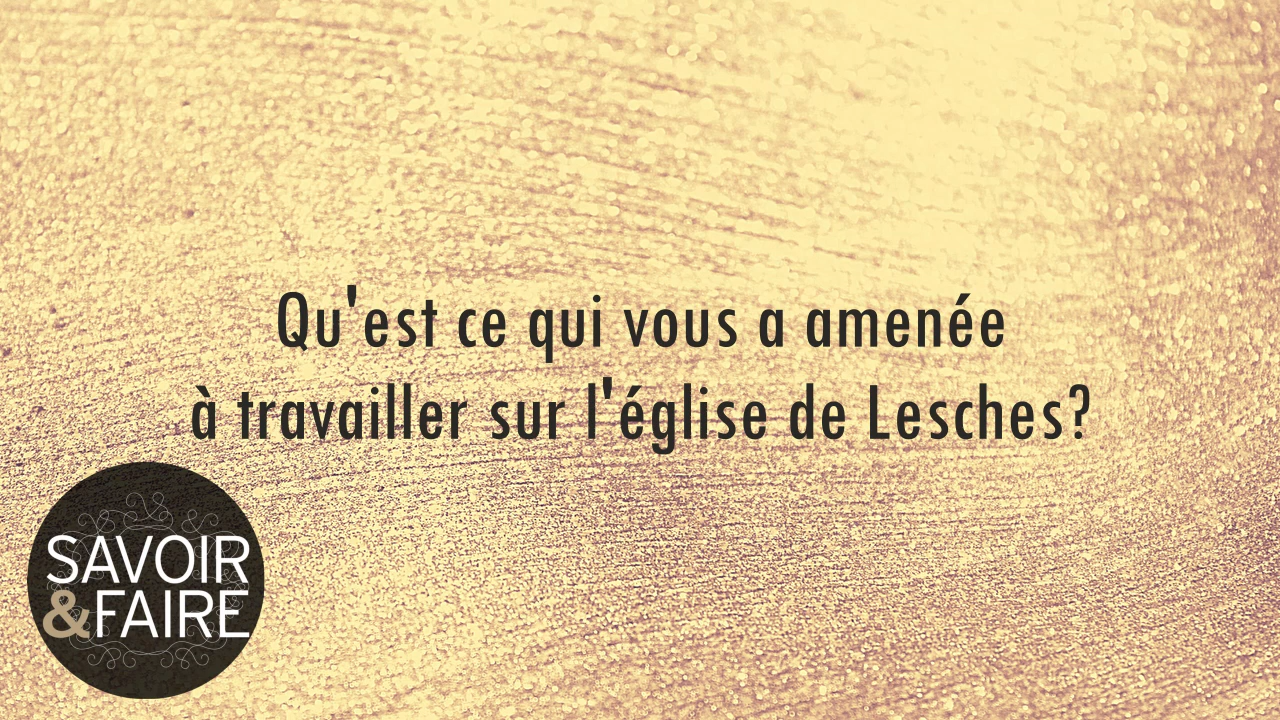 Qu'est ce qui vous a amenée
à travailler sur l'église de Lesches?
SAVOIR
&FAIRE